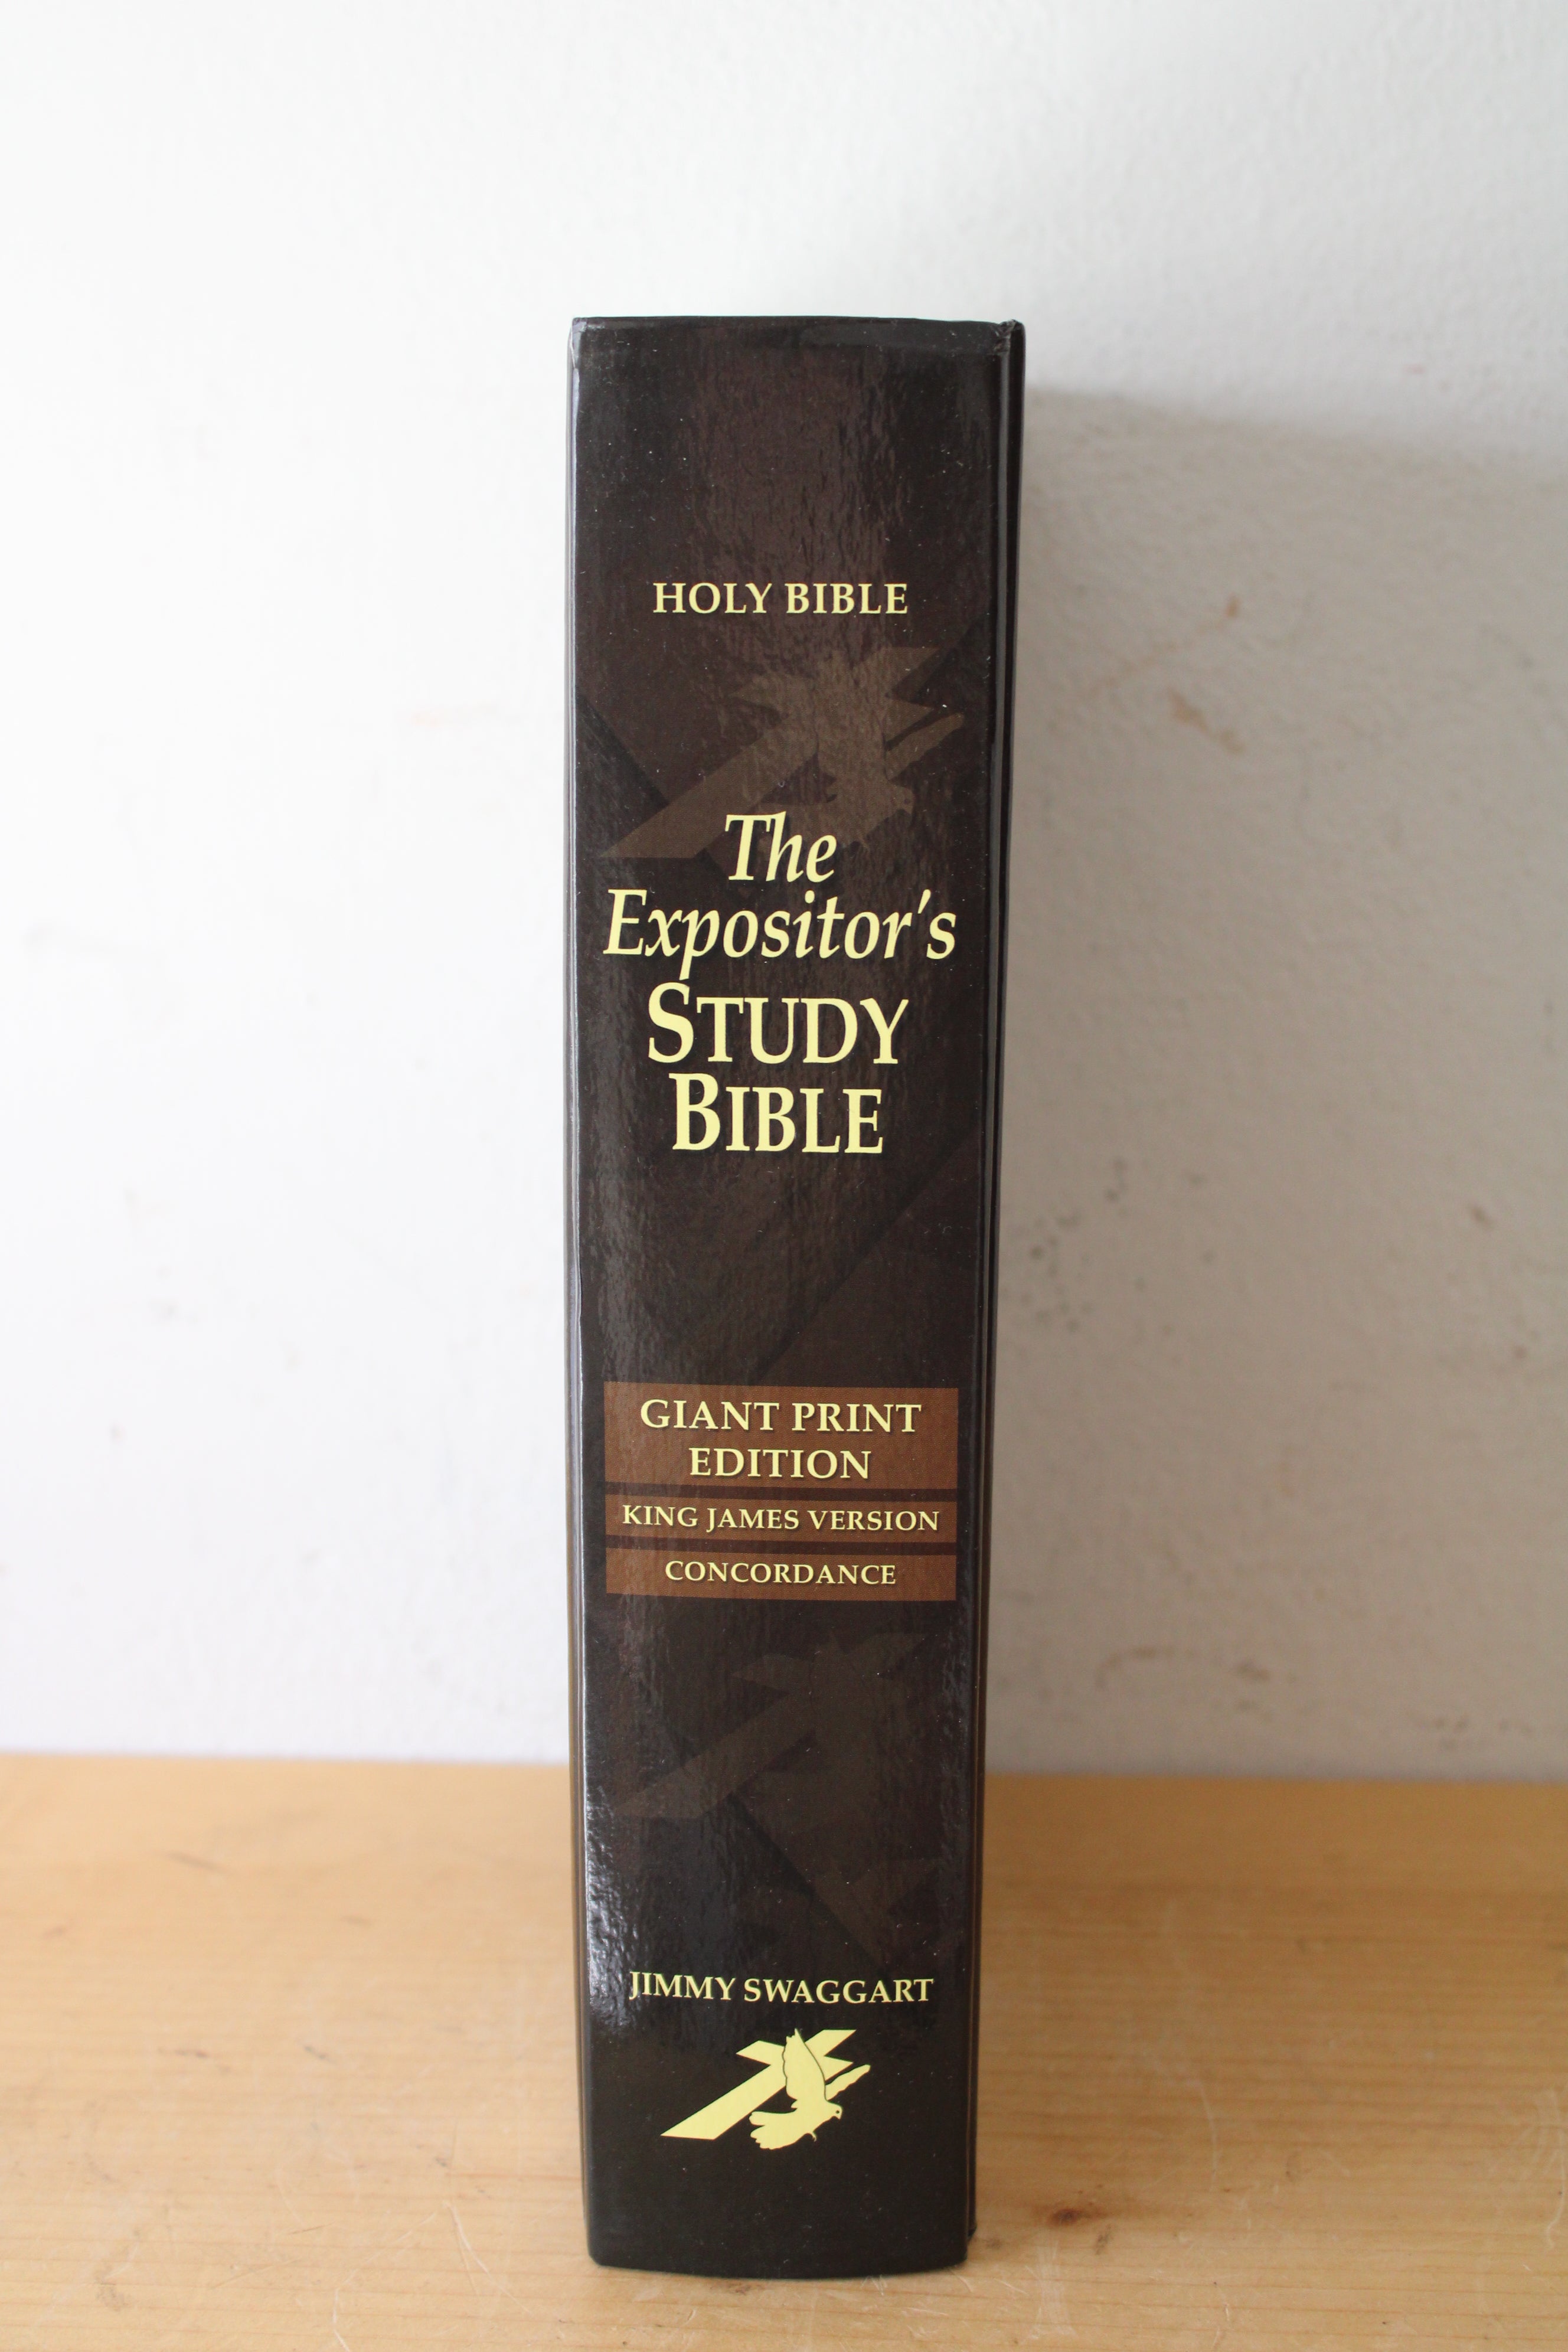 HOLY BIBLE
The
Expositor's
STUDY
BIBLE
GIANT PRINT
EDITION
KING JAMES VERSION
CONCORDANCE
JIMMY SWAGGART